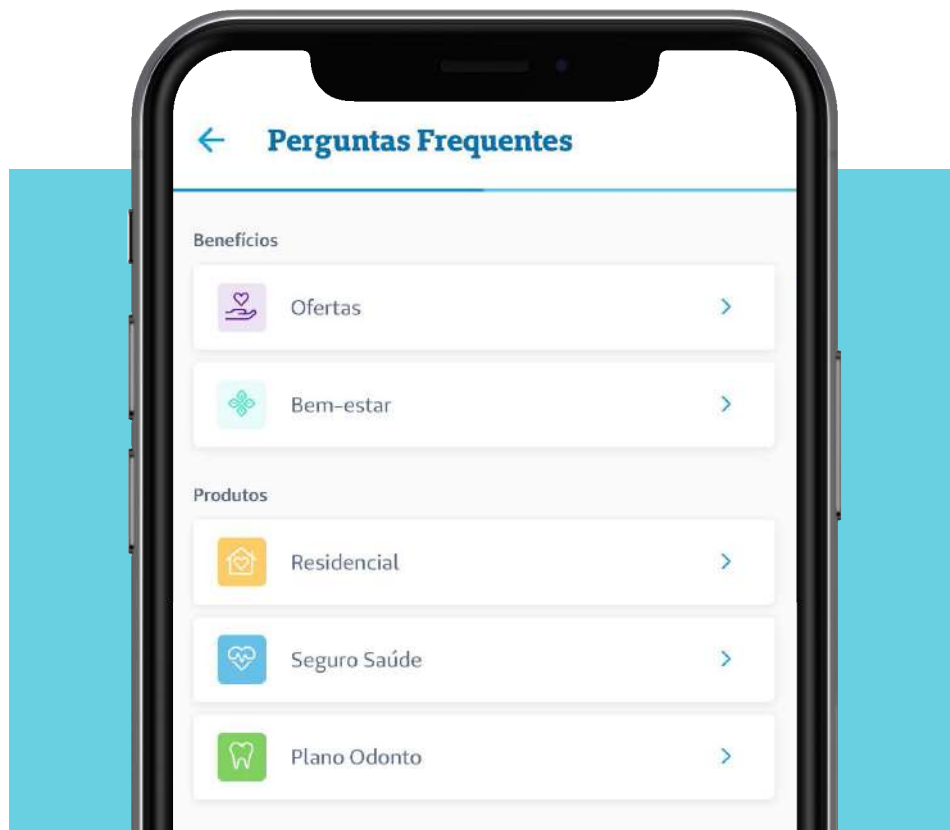 Perguntas Frequentes
Benefícios
Ofertas
Bem-estar
Produtos
Residencial
Seguro Saúde
Plano Odonto